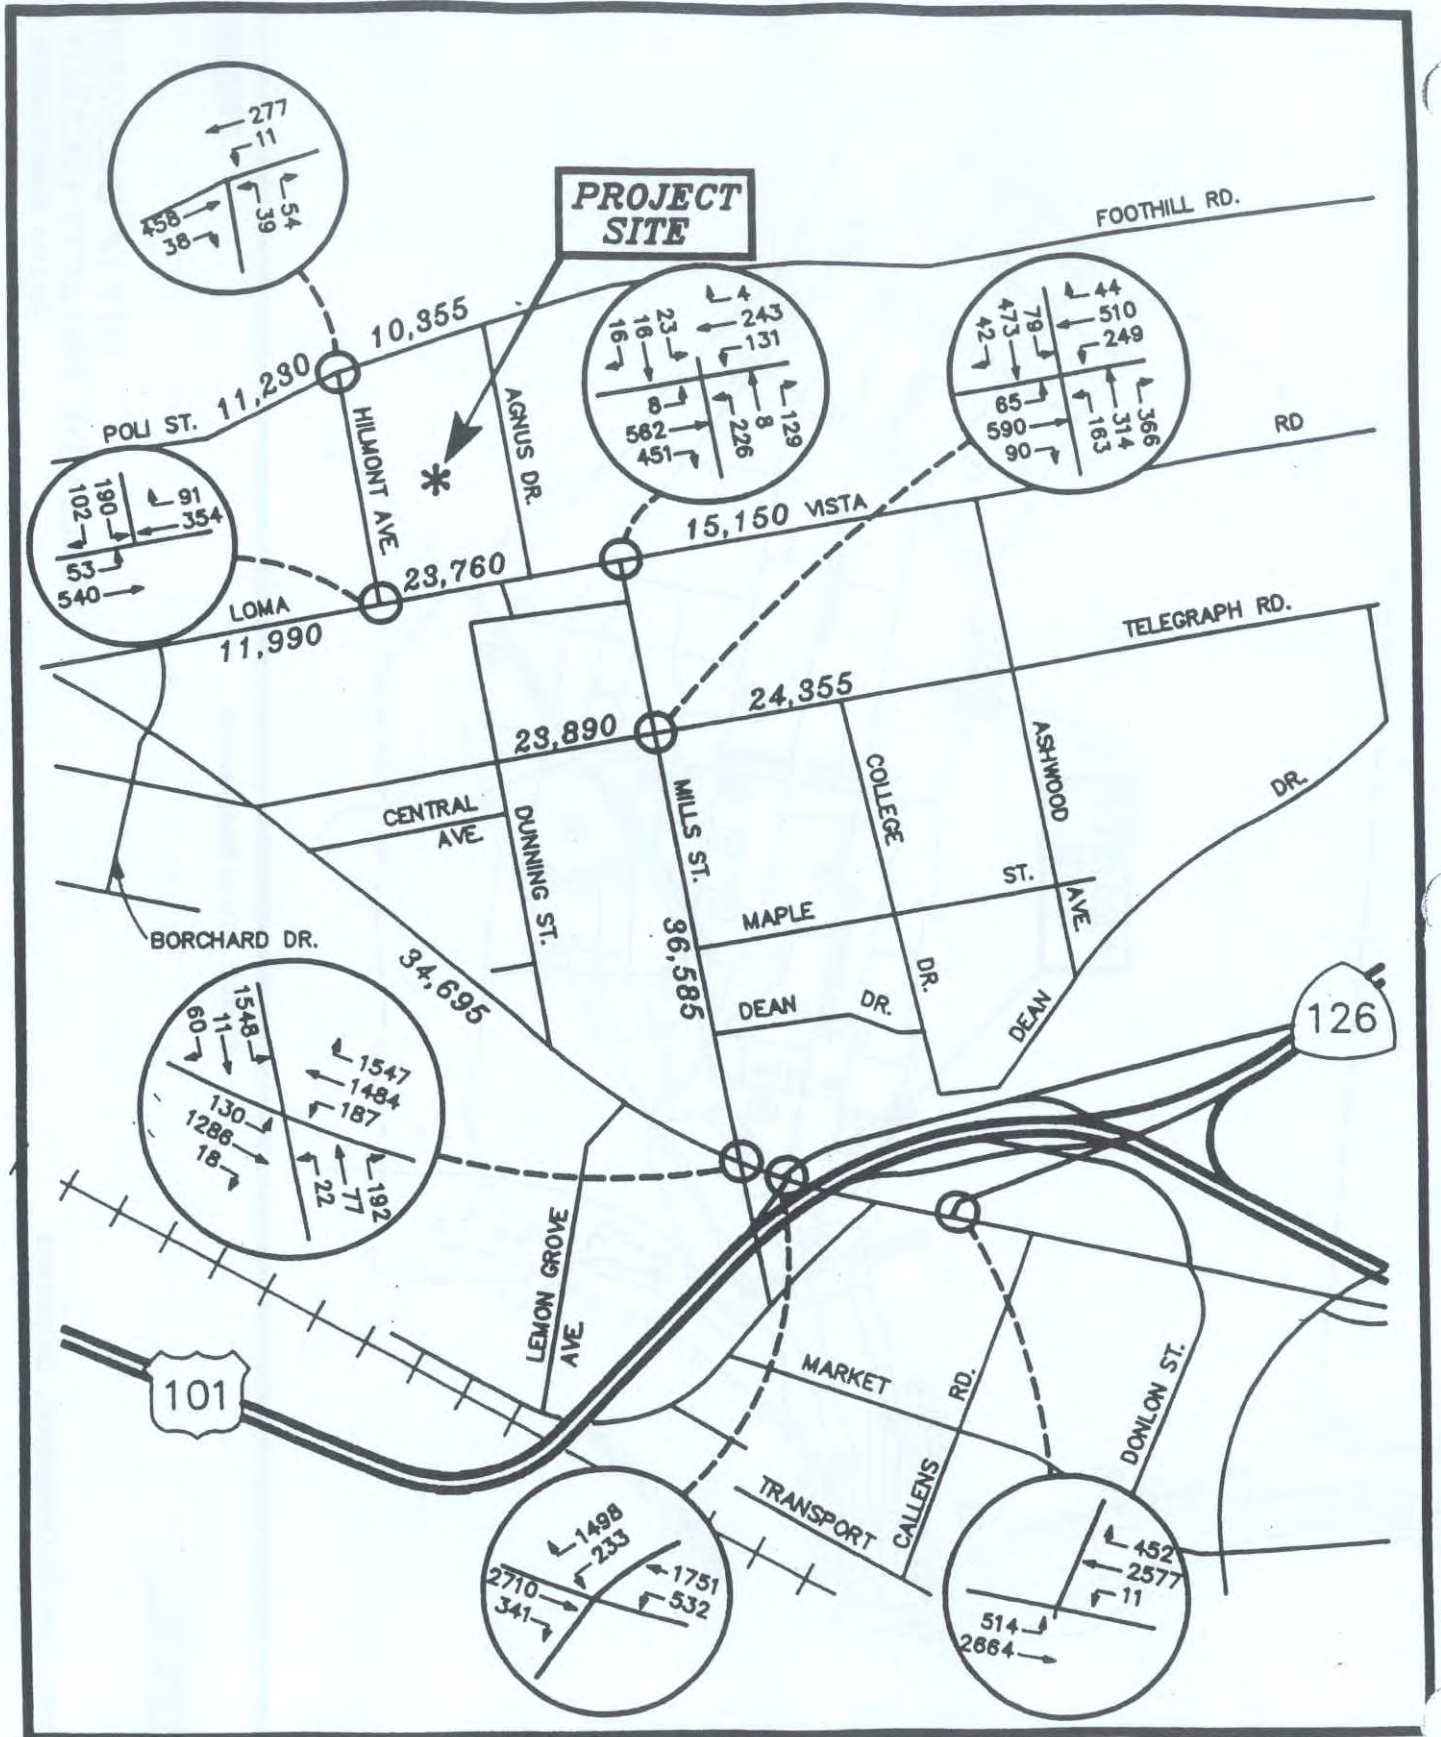 277
11
54
39
458
38
PROJECT
SITE
FOOTHILL RD.
10,355
11,230
POLI ST.
HILMONT AVE.
AGNUS DR.
4
243
131
23
16
16
8
562
451
226
8
129
44
510
249
79
473
42
65
590
90
163
314
366
RD
102
190
91
354
53
540
15,150 VISTA
23,760
LOMA
11,990
TELEGRAPH RD.
24,355
23,890
CENTRAL
AVE.
DUNNING ST.
MILLS ST.
COLLEGE
DR.
ASHWOOD
AVE.
DR.
MAPLE
ST.
BORCHARD DR.
34,695
36,585
DEAN
DR.
DEAN
126
1548
11
60
1547
1484
187
130
1286
18
22
77
192
LEMON GROVE
AVE.
101
MARKET
RD.
CALLENS
TRANSPORT
DONLON ST.
1498
233
1751
532
2710
341
452
2577
11
514
2664